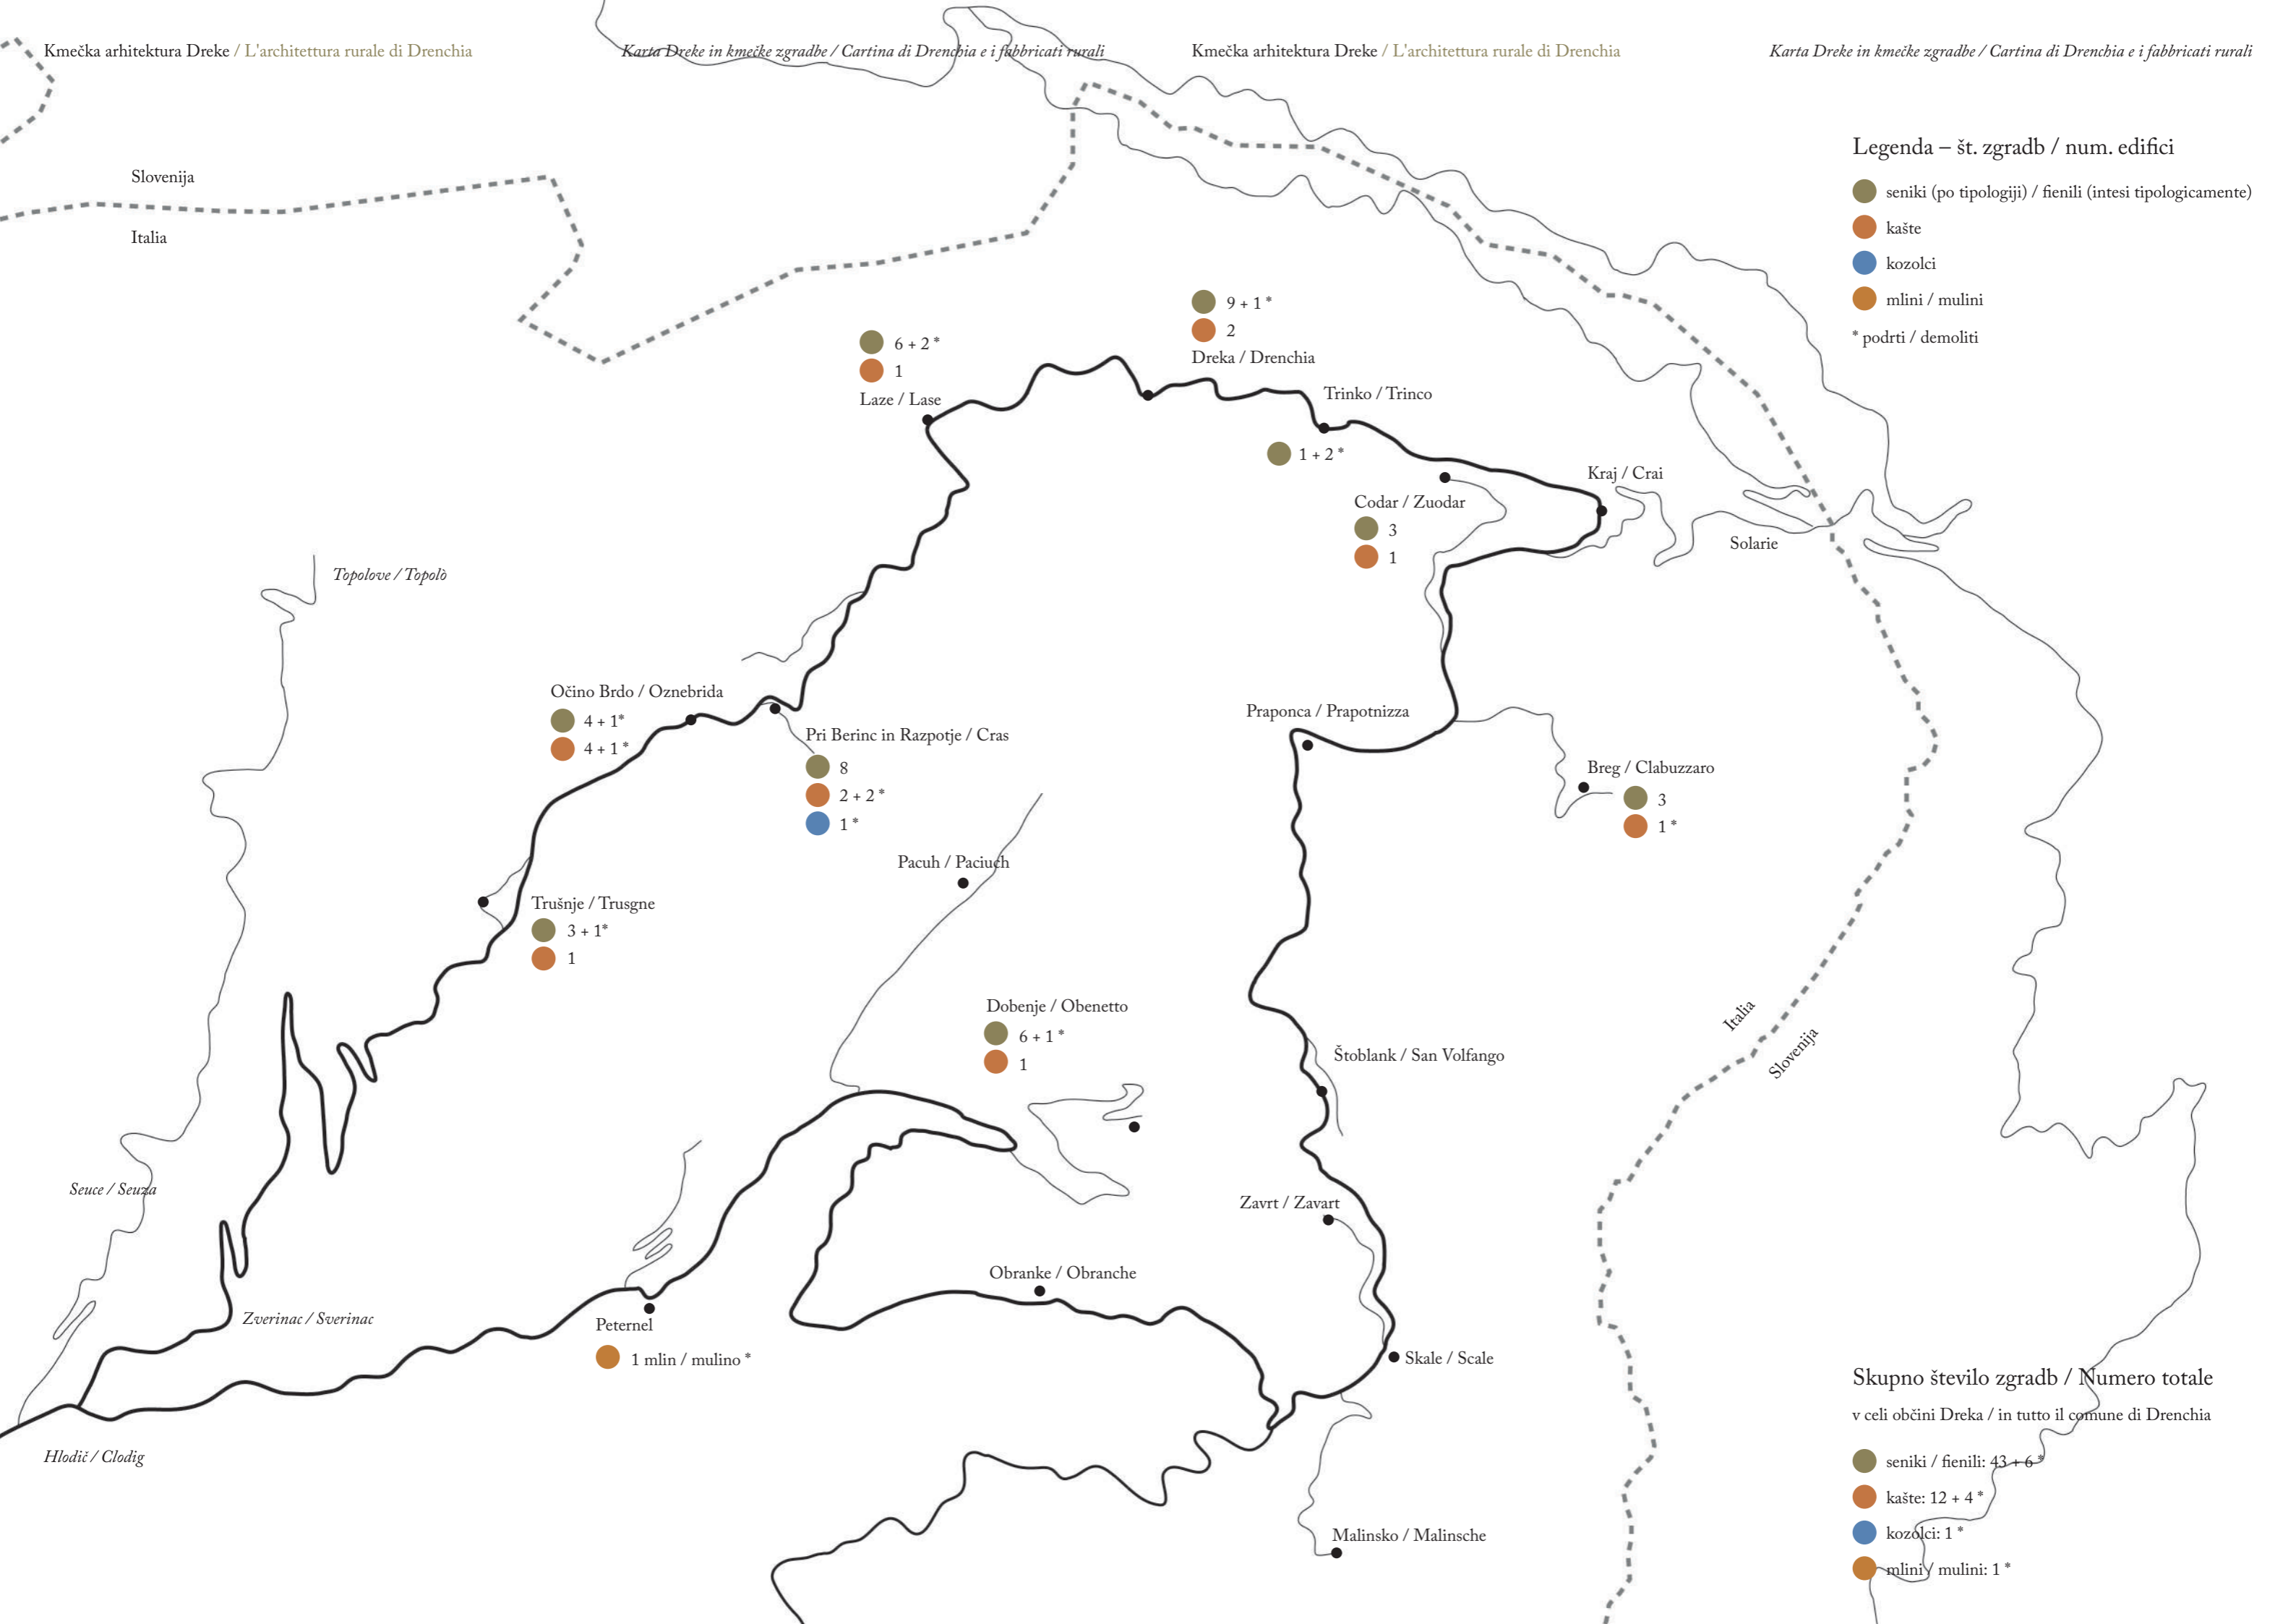 Kmečka arhitektura Dreke / L'architettura rurale di Drenchia
Karta Dreke in kmečke zgradbe / Cartina di Drenchia e i fabbricati rurali
Kmečka arhitektura Dreke / L'architettura rurale di Drenchia
Karta Dreke in kmečke zgradbe / Cartina di Drenchia e i fabbricati rurali
Legenda – št. zgradb / num. edifici
seniki (po tipologiji) / fienili (intesi tipologicamente)
kašte
kozolci
mlini / mulini
* podrti / demoliti
Slovenija
Italia
9 + 1 *
2
Dreka / Drenchia
6 + 2 *
1
Laze / Lase
Trinko / Trinco
1 + 2 *
Kraj / Crai
Codar / Zuodar
3
1
Solarie
Topolove / Topolò
Očino Brdo / Oznebrida
4 + 1*
4 + 1 *
Pri Berinc in Razpotje / Cras
8
2 + 2 *
1 *
Praponca / Prapotnizza
Breg / Clabuzzaro
3
1 *
Pacuh / Paciuch
Trušnje / Trusgne
3 + 1*
1
Dobenje / Obenetto
6 + 1 *
1
Italia
Slovenija
Štoblank / San Volfango
Seuce / Seuza
Zavrt / Zavart
Obranke / Obranche
Zverinac / Sverinac
Peternel
1 mlin / mulino *
Skale / Scale
Hlodič / Clodig
Malinsko / Malinsche
Skupno število zgradb / Numero totale
v celi občini Dreka / in tutto il comune di Drenchia
seniki / fienili: 43 + 6 *
kašte: 12 + 4 *
kozolci: 1 *
mlini / mulini: 1 *